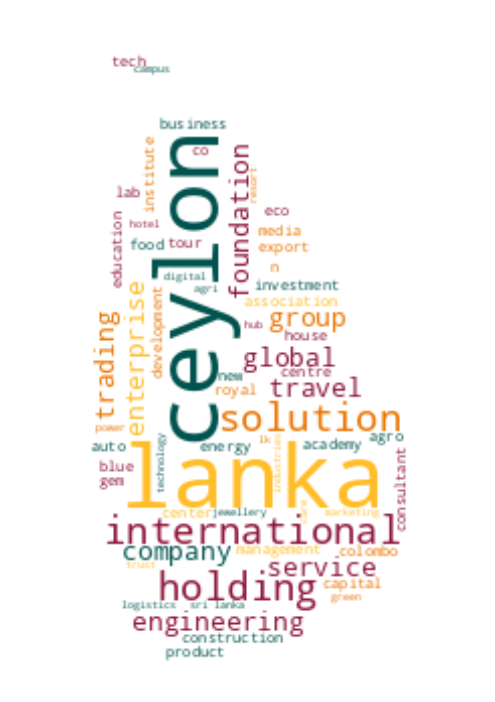 tech
campus
business
co
institute
ceylon
foundation
resort
lab
eco
education
hotel
media
food
tour
export
n
digital
agri
investment
association
enterprise
development
trading
group
hub
house
global
centre
new
travel
royal
solution
power
technology
auto
energy
lk
industries
academy
agro
consultant
blue
gem
lanka
center
jewellery
care
marketing
international
company
management
colombo
trust
service
holding
capital
green
logistics
sri lanka
engineering
construction
product